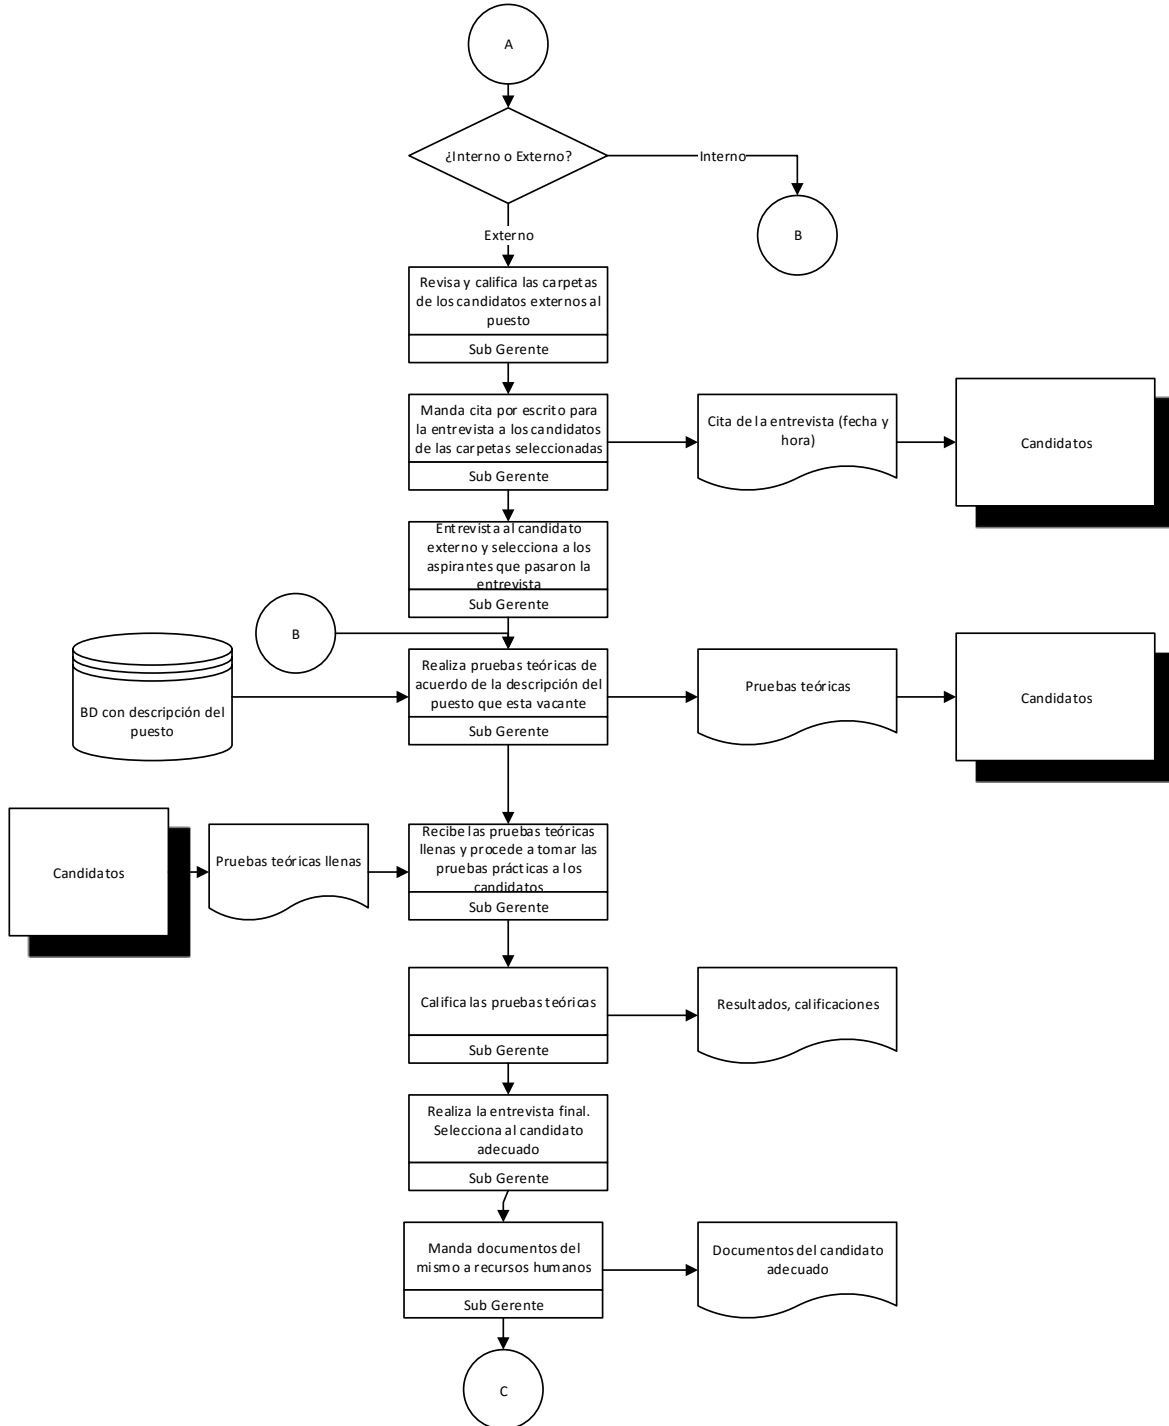 A
¿Interno o Externo?
Interno
B
Externo
Revisa y califica las carpetas
de los candidatos externos al
puesto
Sub Gerente
Manda cita por escrito para
la entrevista a los candidatos
de las carpetas seleccionadas
Sub Gerente
Cita de la entrevista (fecha y
hora)
Candidatos
Entrevista al candidato
externo y selecciona a los
aspirantes que pasaron la
entrevista
Sub Gerente
B
BD con descripción del
puesto
Realiza pruebas teóricas de
acuerdo de la descripción del
puesto que esta vacante
Sub Gerente
Pruebas teóricas
Candidatos
Candidatos
Pruebas teóricas llenas
Recibe las pruebas teóricas
llenas y procede a tomar las
pruebas prácticas a los
candidatos
Sub Gerente
Califica las pruebas teóricas
Sub Gerente
Resultados, calificaciones
Realiza la entrevista final.
Selecciona al candidato
adecuado
Sub Gerente
Manda documentos del
mismo a recursos humanos
Sub Gerente
Documentos del candidato
adecuado
C